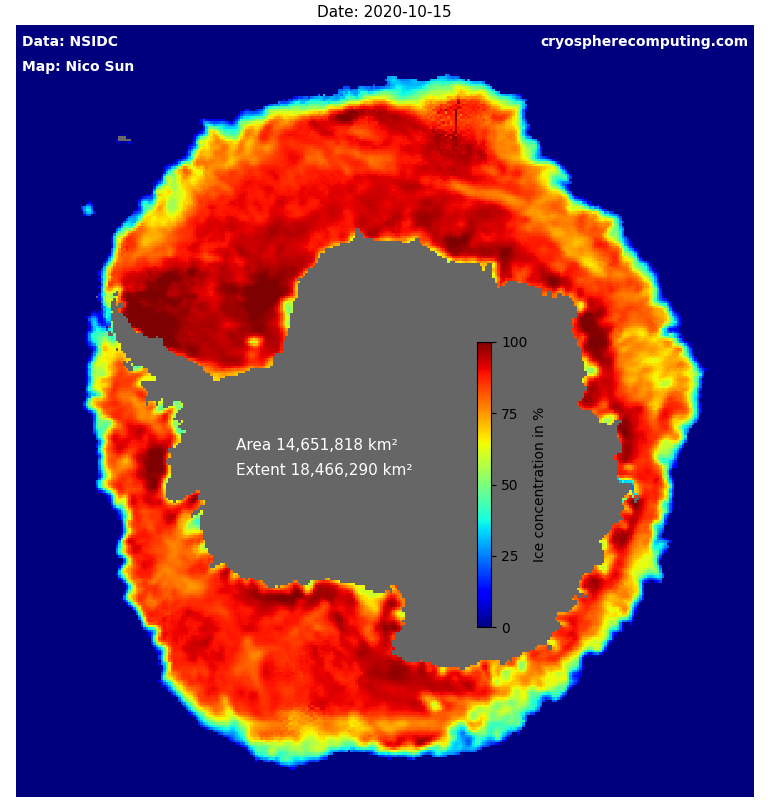 Date: 2020-10-15
Data: NSIDC
cryospherecomputing.com
Map: Nico Sun
100
75
50
25
0
Ice concentration in %
Area 14,651,818 km²
Extent 18,466,290 km²